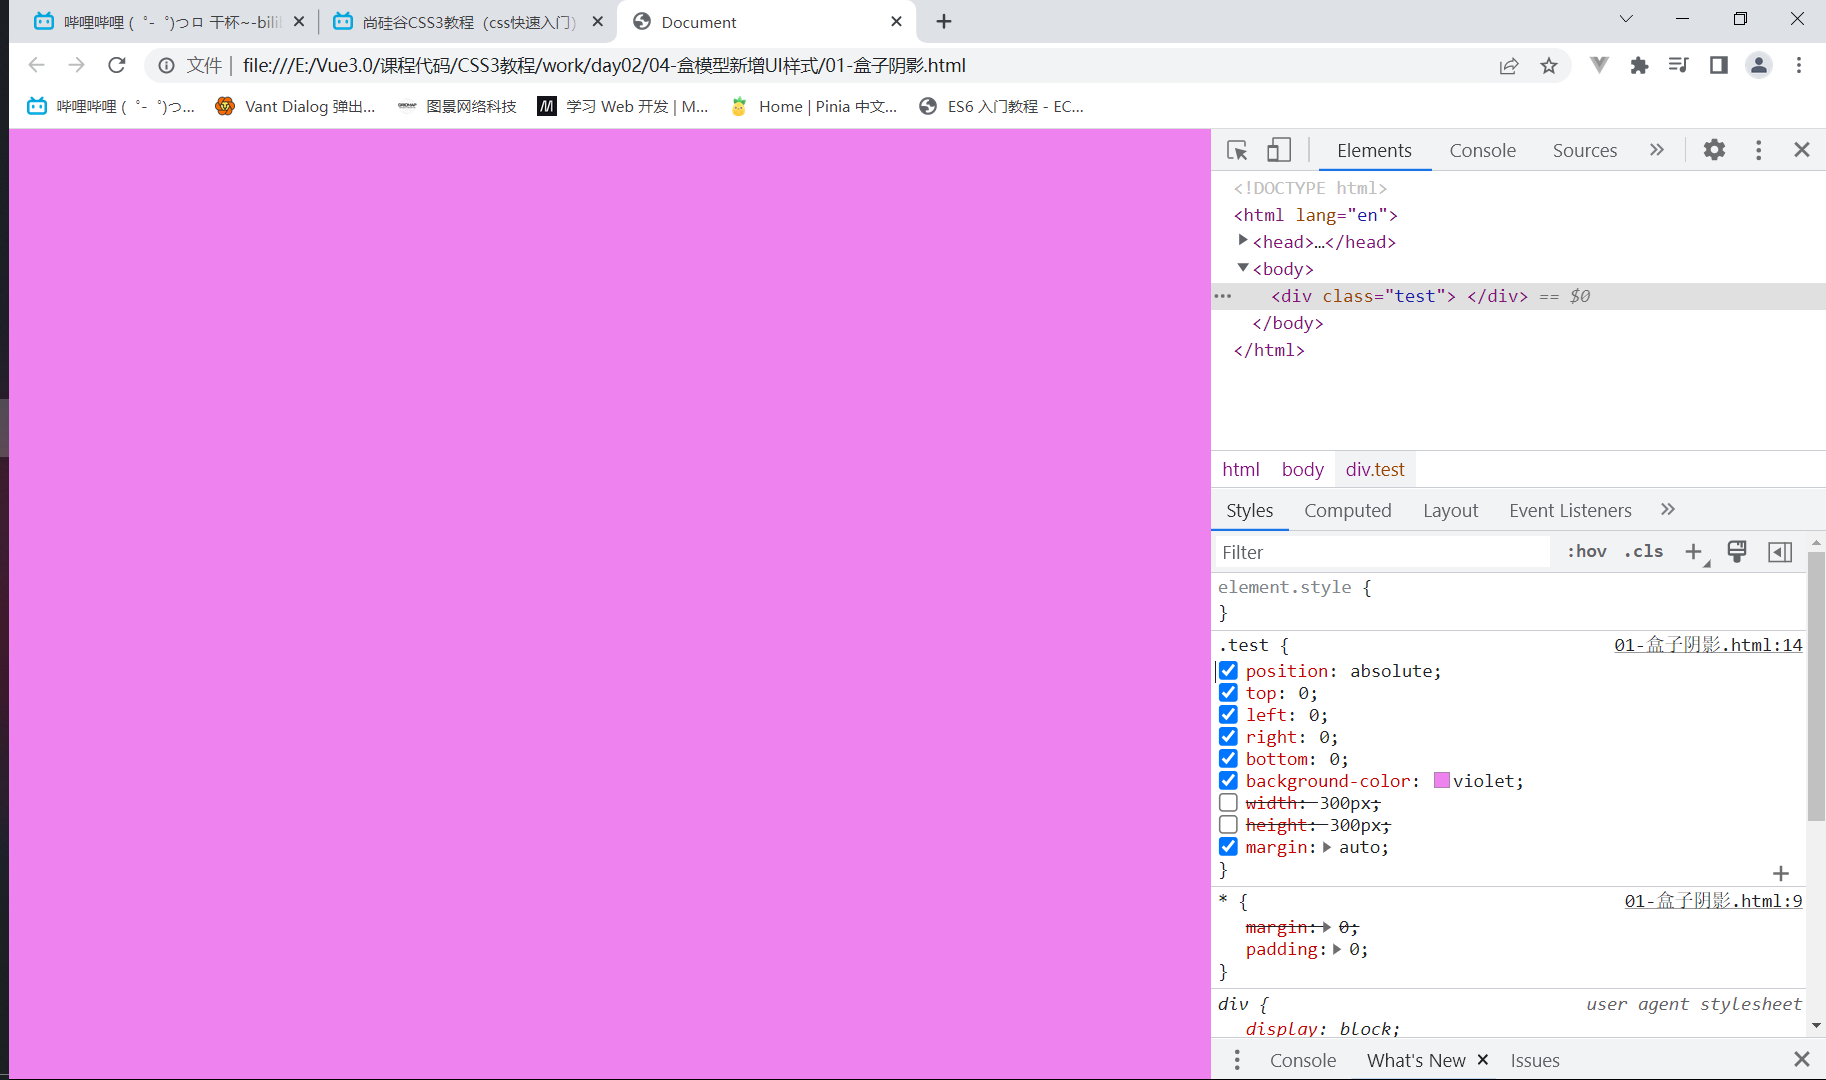 哔哩哔哩 ( ゜- ゜)つロ 干杯~-bili
尚硅谷CSS3教程（css快速入门）
Document
文件 | file:///E:/Vue3.0/课程代码/CSS3教程/work/day02/04-盒模型新增UI样式/01-盒子阴影.html
哔哩哔哩 ( ゜- ゜)つ... Vant Dialog 弹出... 图景网络科技 M 学习 Web 开发 | M... Home | Pinia 中文... ES6 入门教程 - EC...
Elements Console Sources
<!DOCTYPE html>
<html lang="en">
<head>…</head>
<body>
<div class="test"> </div> == $0
</body>
</html>
html body div.test
Styles Computed Layout Event Listeners
Filter :hov .cls
element.style {
}
.test { 01-盒子阴影.html:14
position: absolute;
top: 0;
left: 0;
right: 0;
bottom: 0;
background-color: violet;
width: 300px;
height: 300px;
margin: auto;
}
* { 01-盒子阴影.html:9
margin: 0;
padding: 0;
}
div { user agent stylesheet
display: block;
Console What's New Issues